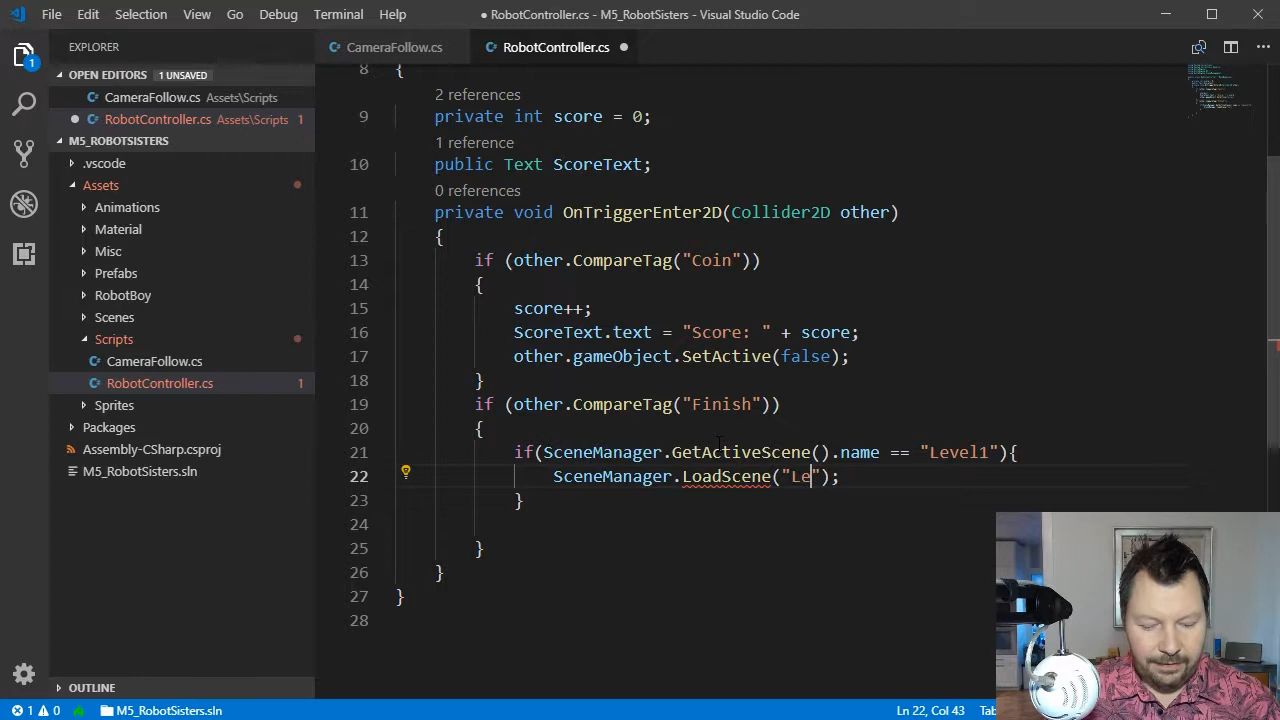 File Edit Selection View Go Debug Terminal Help
● RobotController.cs - M5_RobotSisters - Visual Studio Code
EXPLORER
CameraFollow.cs
RobotController.cs ●
OPEN EDITORS 1 UNSAVED
CameraFollow.cs Assets\Scripts
RobotController.cs Assets\Scripts 1
M5_ROBOTSISTERS
.vscode
Assets
Animations
Material
Misc
Prefabs
RobotBoy
Scenes
Scripts
CameraFollow.cs
RobotController.cs 1
Sprites
Packages
Assembly-CSharp.csproj
M5_RobotSisters.sln
OUTLINE
8 {
2 references
9 private int score = 0;
1 reference
10 public Text ScoreText;
0 references
11 private void OnTriggerEnter2D(Collider2D other)
12 {
13 if (other.CompareTag("Coin"))
14 {
15 score++;
16 ScoreText.text = "Score: " + score;
17 other.gameObject.SetActive(false);
18 }
19 if (other.CompareTag("Finish"))
20 {
21 if(SceneManager.GetActiveScene().name == "Level1"){
22 SceneManager.LoadScene("Le");
23 }
24
25 }
26 }
27 }
28
1 0 M5_RobotSisters.sln
Ln 22, Col 43 Tab